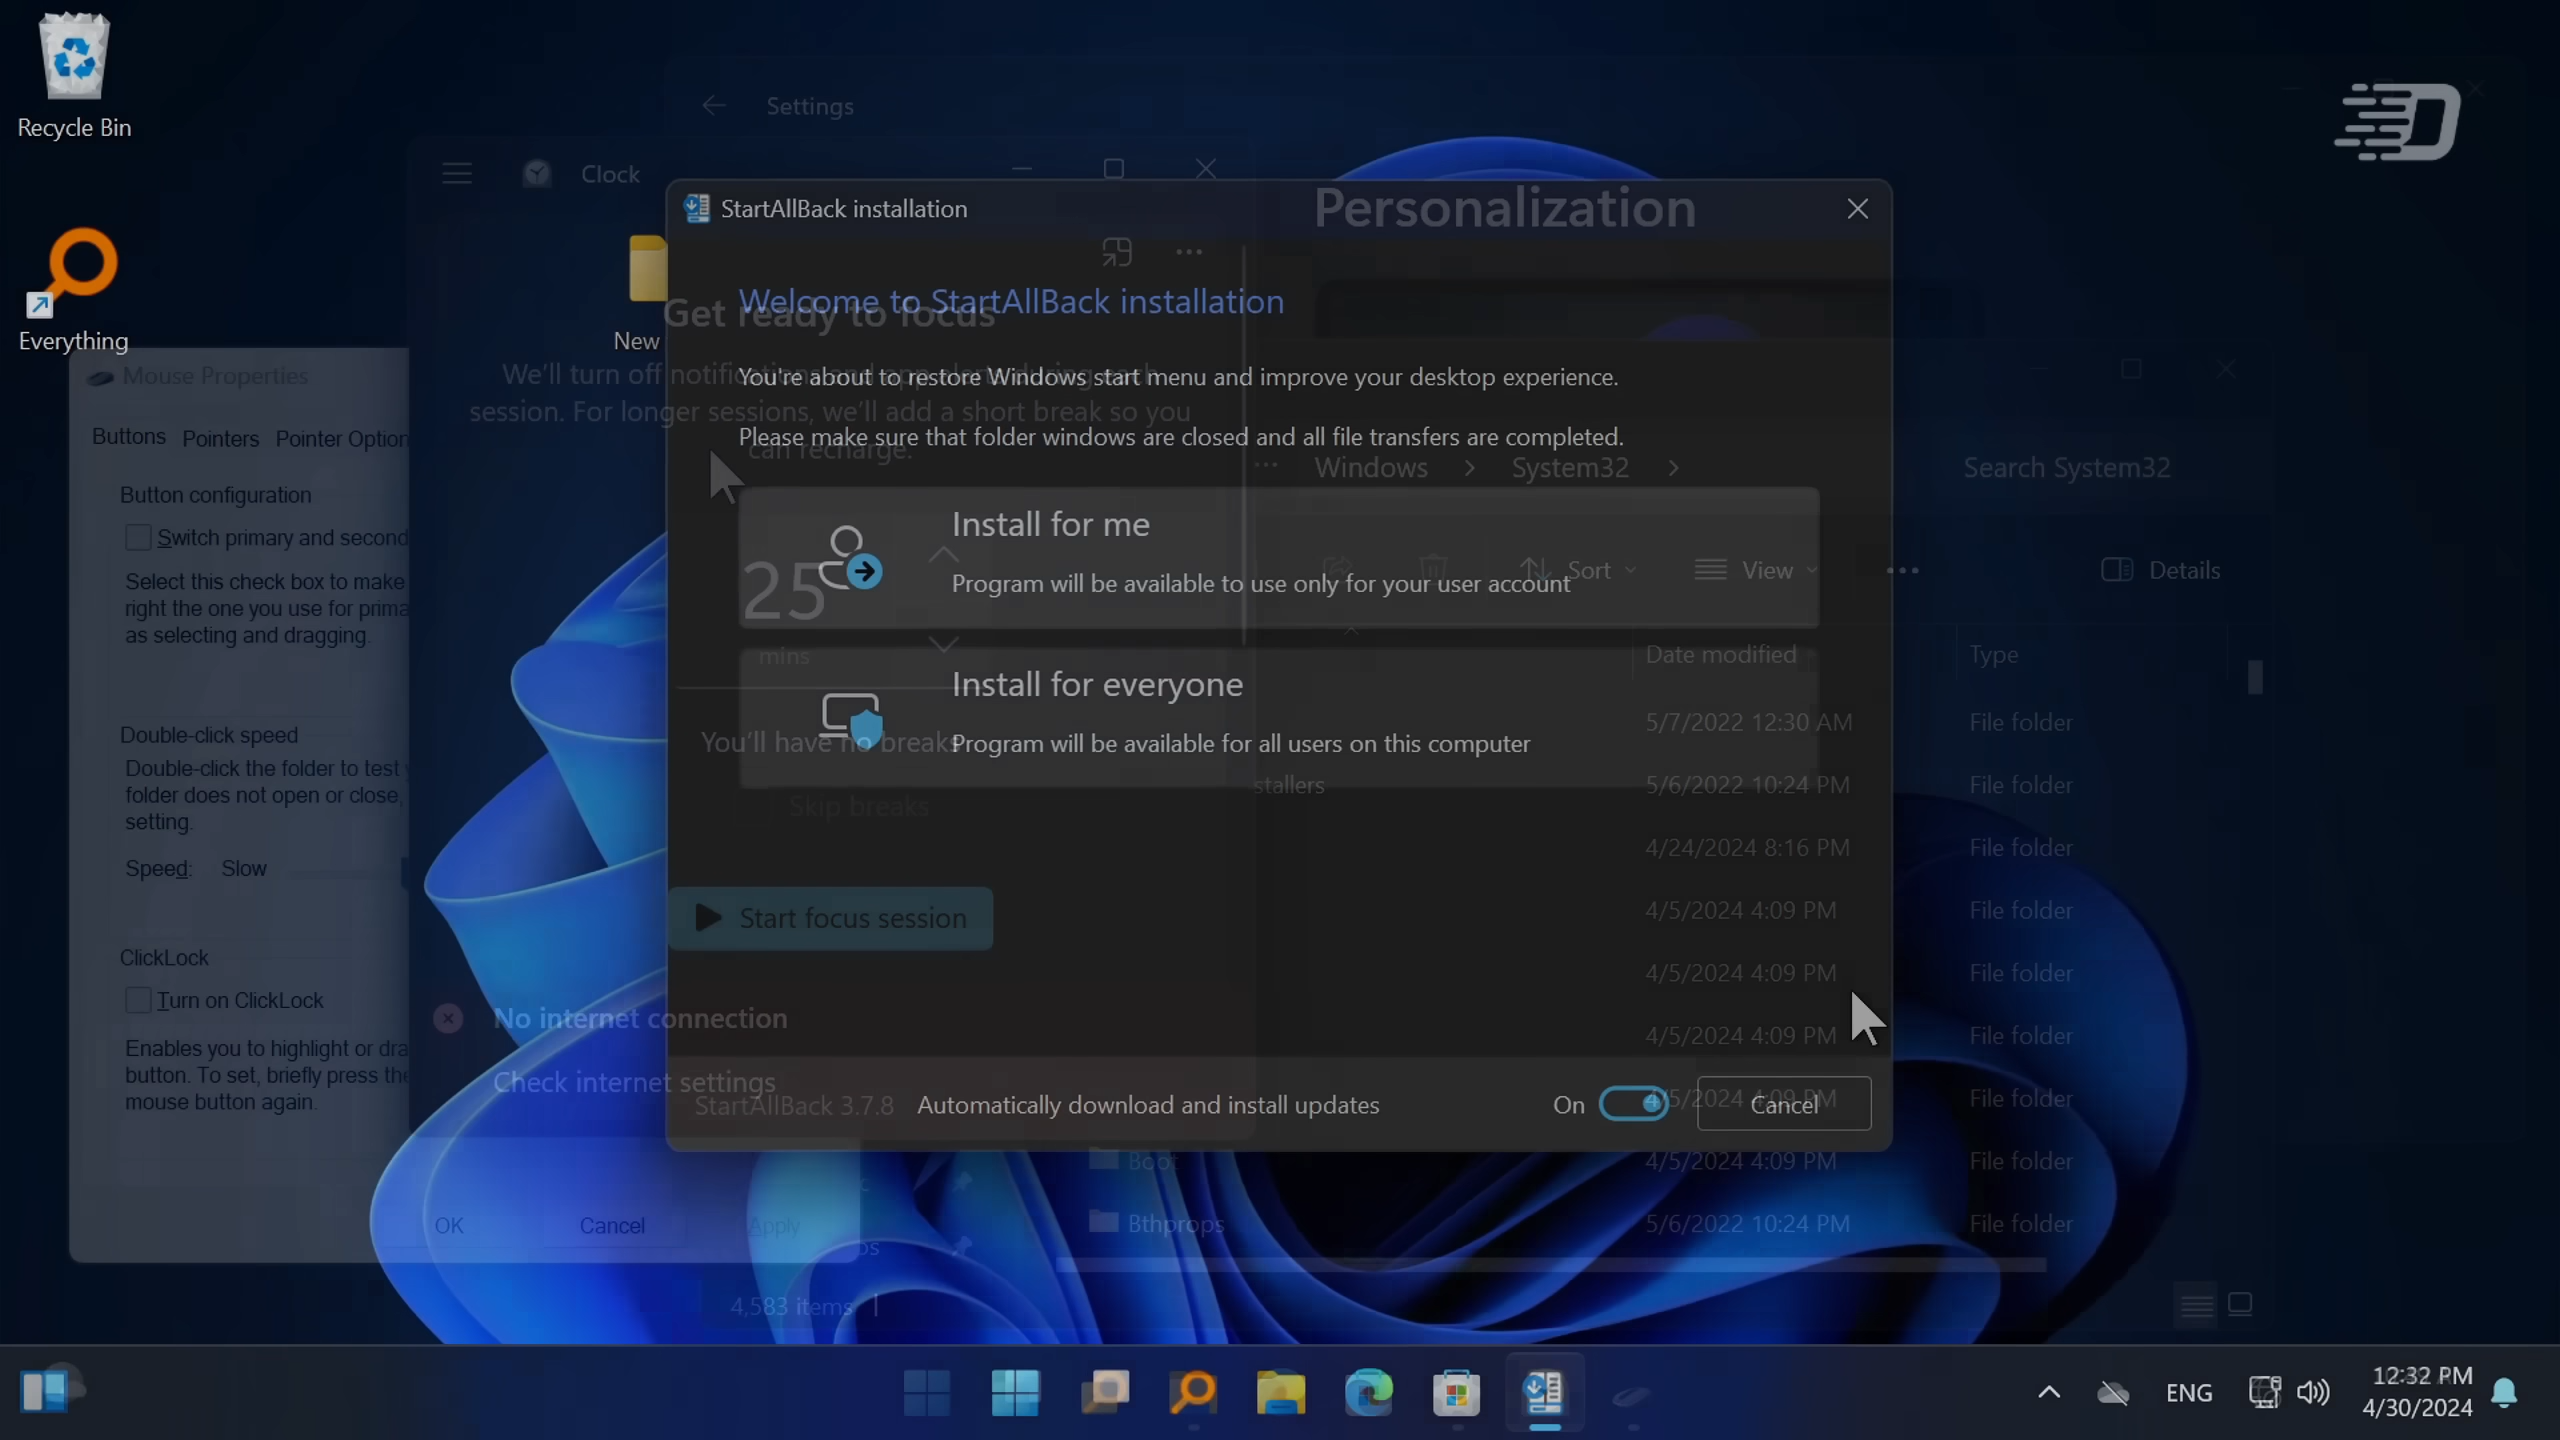 Recycle Bin
Everything
New
Settings
Clock
Personalization
Get ready to focus
We'll turn off notifications and app alerts during each
session. For longer sessions, we'll add a short break so you
can recharge.
25
mins
You'll have no breaks
Skip breaks
Start focus session
No internet connection
Check internet settings
Mouse Properties
Buttons Pointers Pointer Option
Button configuration
Switch primary and second
Select this check box to make
right the one you use for prima
as selecting and dragging.
Double-click speed
Double-click the folder to test
folder does not open or close,
setting.
Speed: Slow
ClickLock
Turn on ClickLock
Enables you to highlight or dra
button. To set, briefly press the
mouse button again.
OK Cancel Apply
StartAllBack installation
Welcome to StartAllBack installation
You're about to restore Windows start menu and improve your desktop experience.
Please make sure that folder windows are closed and all file transfers are completed.
Install for me
Program will be available to use only for your user account
Install for everyone
Program will be available for all users on this computer
StartAllBack 3.7.8 Automatically download and install updates On Cancel
Windows > System32 > Search System32
Sort View Details
Date modified Type
5/7/2022 12:30 AM File folder
stallers 5/6/2022 10:24 PM File folder
4/24/2024 8:16 PM File folder
4/5/2024 4:09 PM File folder
4/5/2024 4:09 PM File folder
4/5/2024 4:09 PM File folder
4/5/2024 4:09 PM File folder
Boot 4/5/2024 4:09 PM File folder
Bthprops 5/6/2022 10:24 PM File folder
4,583 items
ENG
12:32 PM
4/30/2024